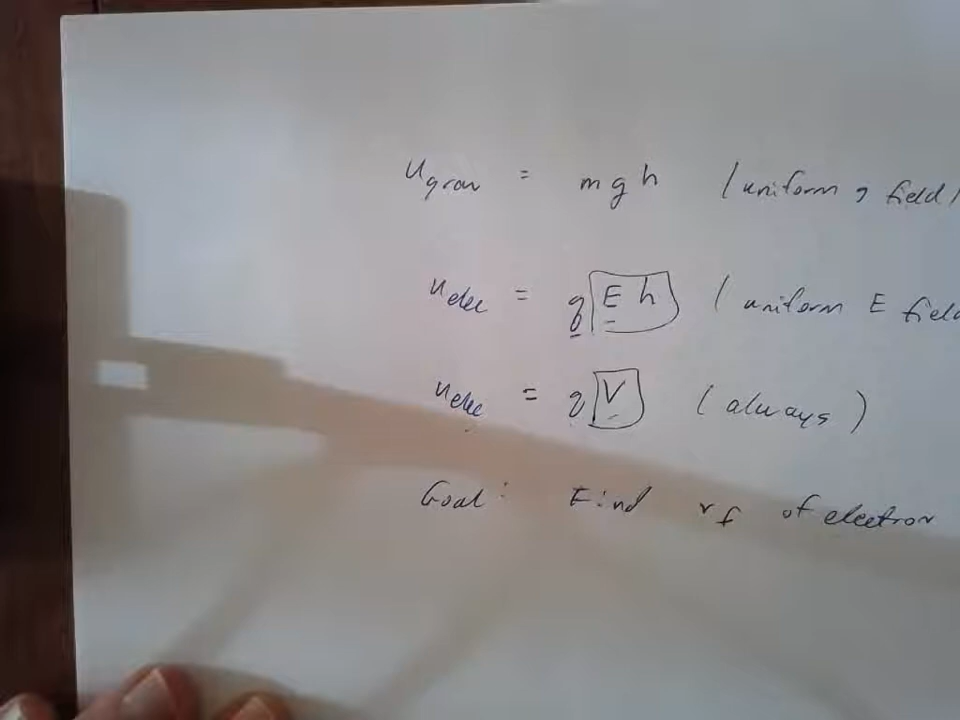 Ugrav = mgh (uniform g field)
Uelec = qEh (uniform E field
Uelec = qV (always)
Goal: Find vf of electron